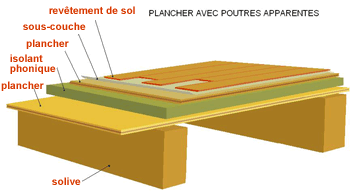 revêtement de sol
PLANCHER AVEC POUTRES APPARENTES
sous-couche
plancher
isolant
phonique
plancher
solive